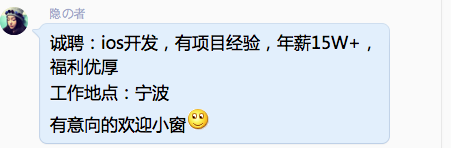 隐の者
诚聘：ios开发，有项目经验，年薪15W+，
福利优厚
工作地点：宁波
有意向的欢迎小窗